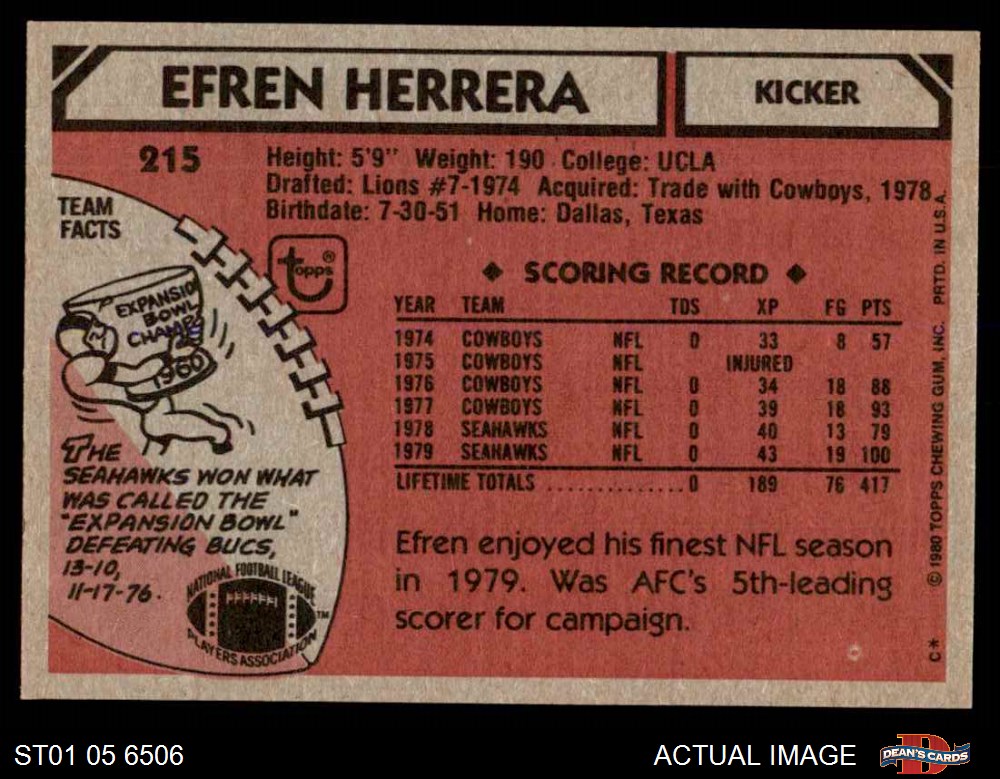 EFREN HERRERA
KICKER
215
Height: 5'9" Weight: 190 College: UCLA
Drafted: Lions #7-1974 Acquired: Trade with Cowboys, 1978
Birthdate: 7-30-51 Home: Dallas, Texas
TEAM
FACTS
topps®
EXPANSION
BOWL
CHAMPS
1960
THE
SEAHAWKS WON WHAT
WAS CALLED THE
"EXPANSION BOWL"
DEFEATING BUCS,
13-10,
11-17-76.
NATIONAL FOOTBALL LEAGUE
PLAYERS ASSOCIATION
TM
◆ SCORING RECORD ◆
YEAR TEAM TDS XP FG PTS
1974 COWBOYS NFL 0 33 8 57
1975 COWBOYS NFL INJURED
1976 COWBOYS NFL 0 34 18 88
1977 COWBOYS NFL 0 39 18 93
1978 SEAHAWKS NFL 0 40 13 79
1979 SEAHAWKS NFL 0 43 19 100
LIFETIME TOTALS ..............0 189 76 417
Efren enjoyed his finest NFL season
in 1979. Was AFC's 5th-leading
scorer for campaign.
C* © 1980 TOPPS CHEWING GUM, INC. PRTD. IN U.S.A.
ST01 05 6506
ACTUAL IMAGE
D
DEAN'S CARDS